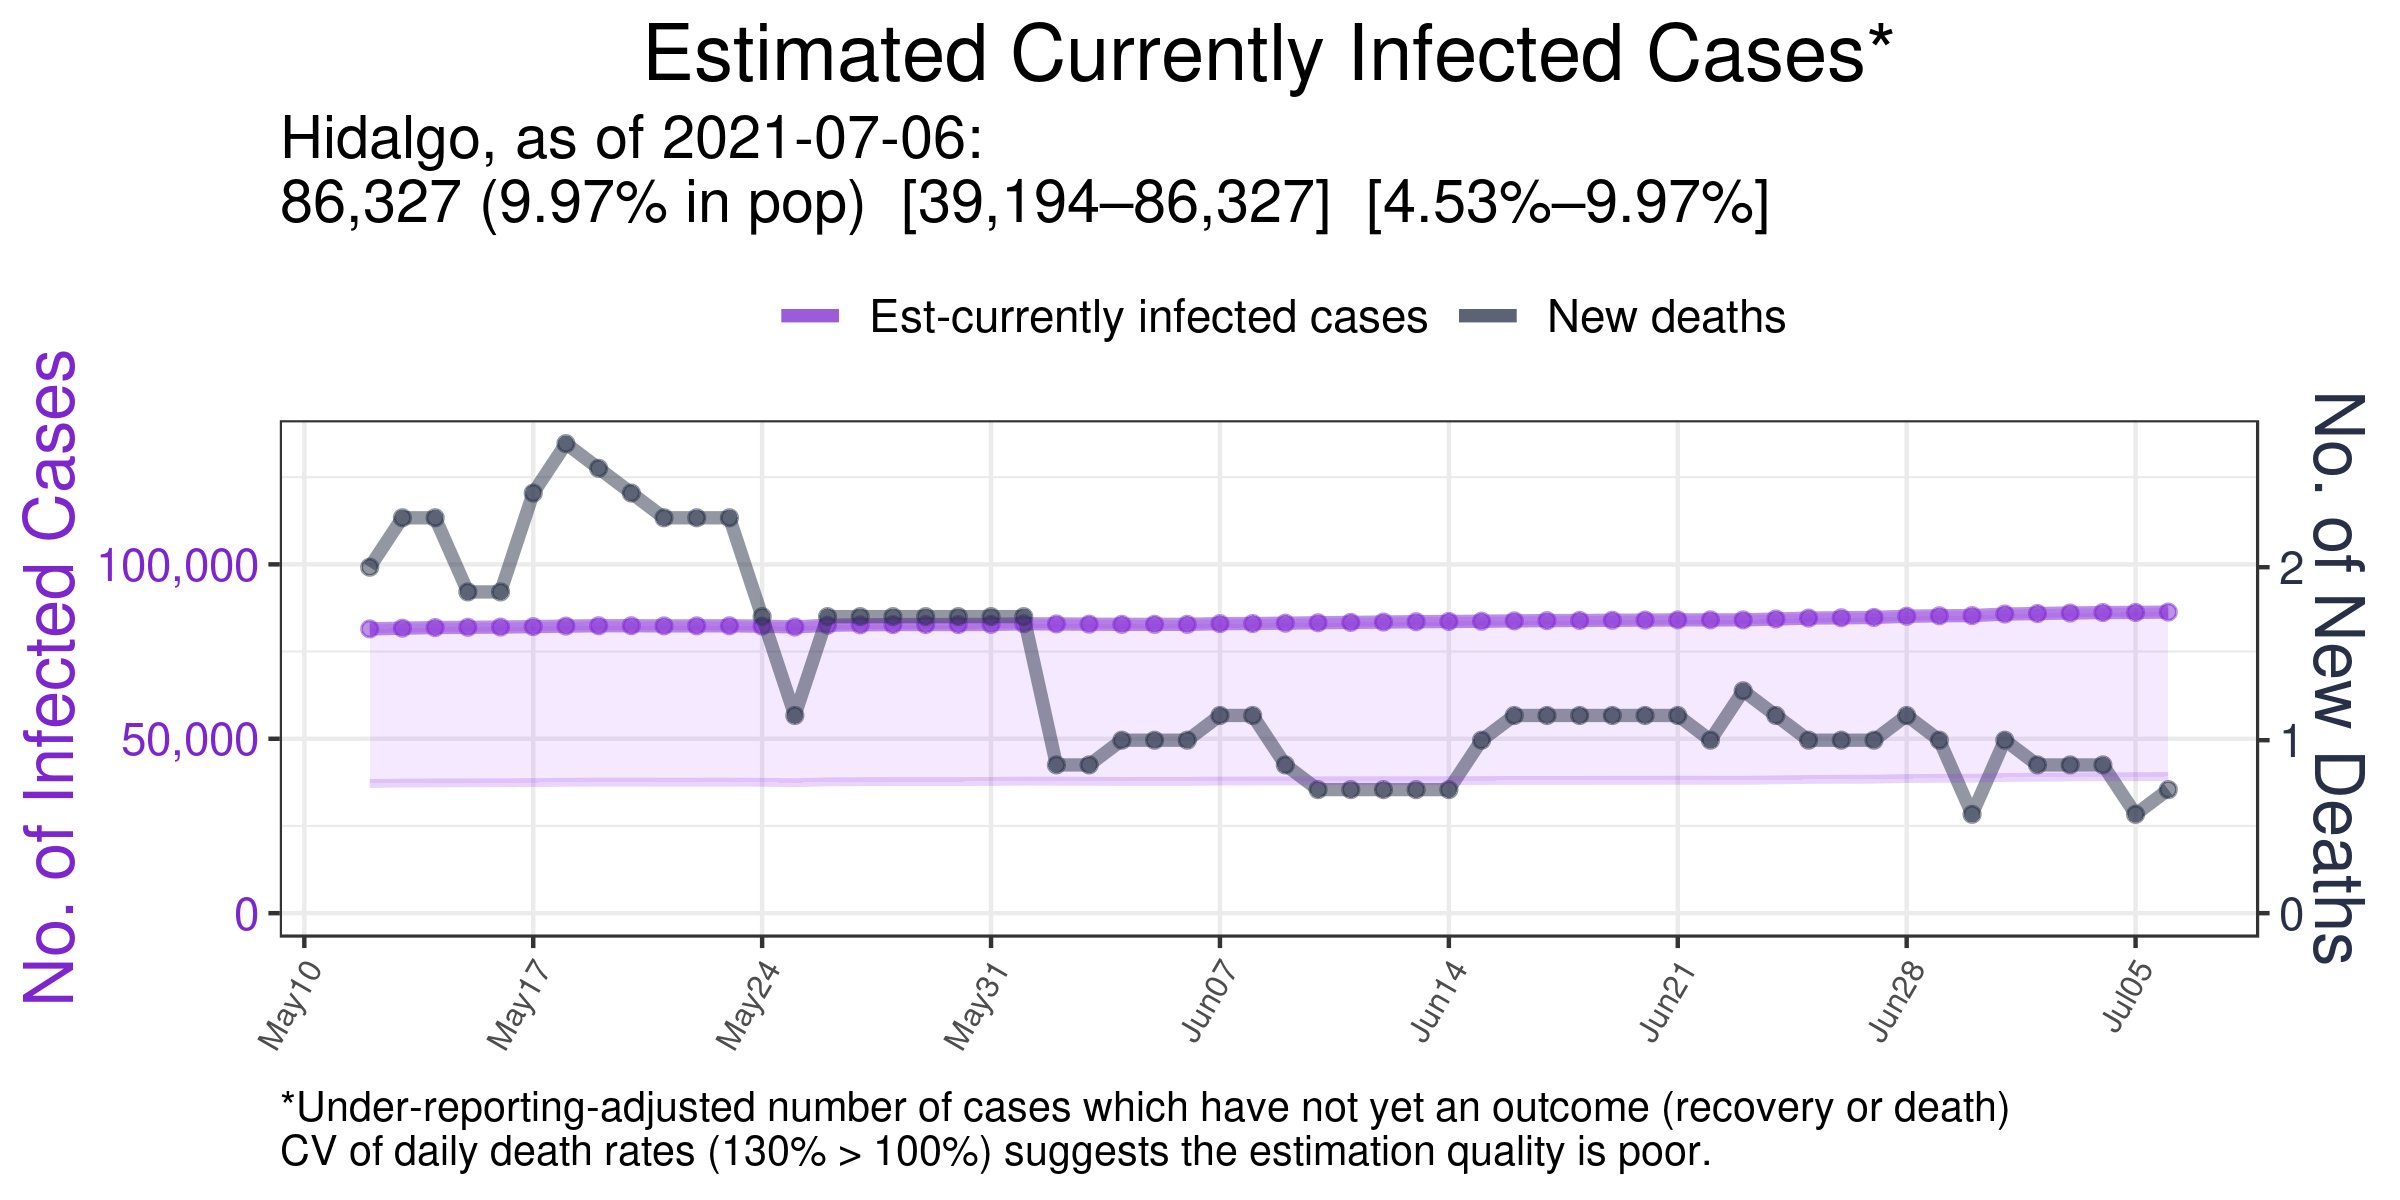 Estimated Currently Infected Cases*
Hidalgo, as of 2021-07-06:
86,327 (9.97% in pop)  [39,194–86,327]  [4.53%–9.97%]
Est-currently infected cases
New deaths
No. of Infected Cases
100,000
50,000
0
No. of New Deaths
2
1
0
May10
May17
May24
May31
Jun07
Jun14
Jun21
Jun28
Jul05
*Under-reporting-adjusted number of cases which have not yet an outcome (recovery or death)
CV of daily death rates (130% > 100%) suggests the estimation quality is poor.